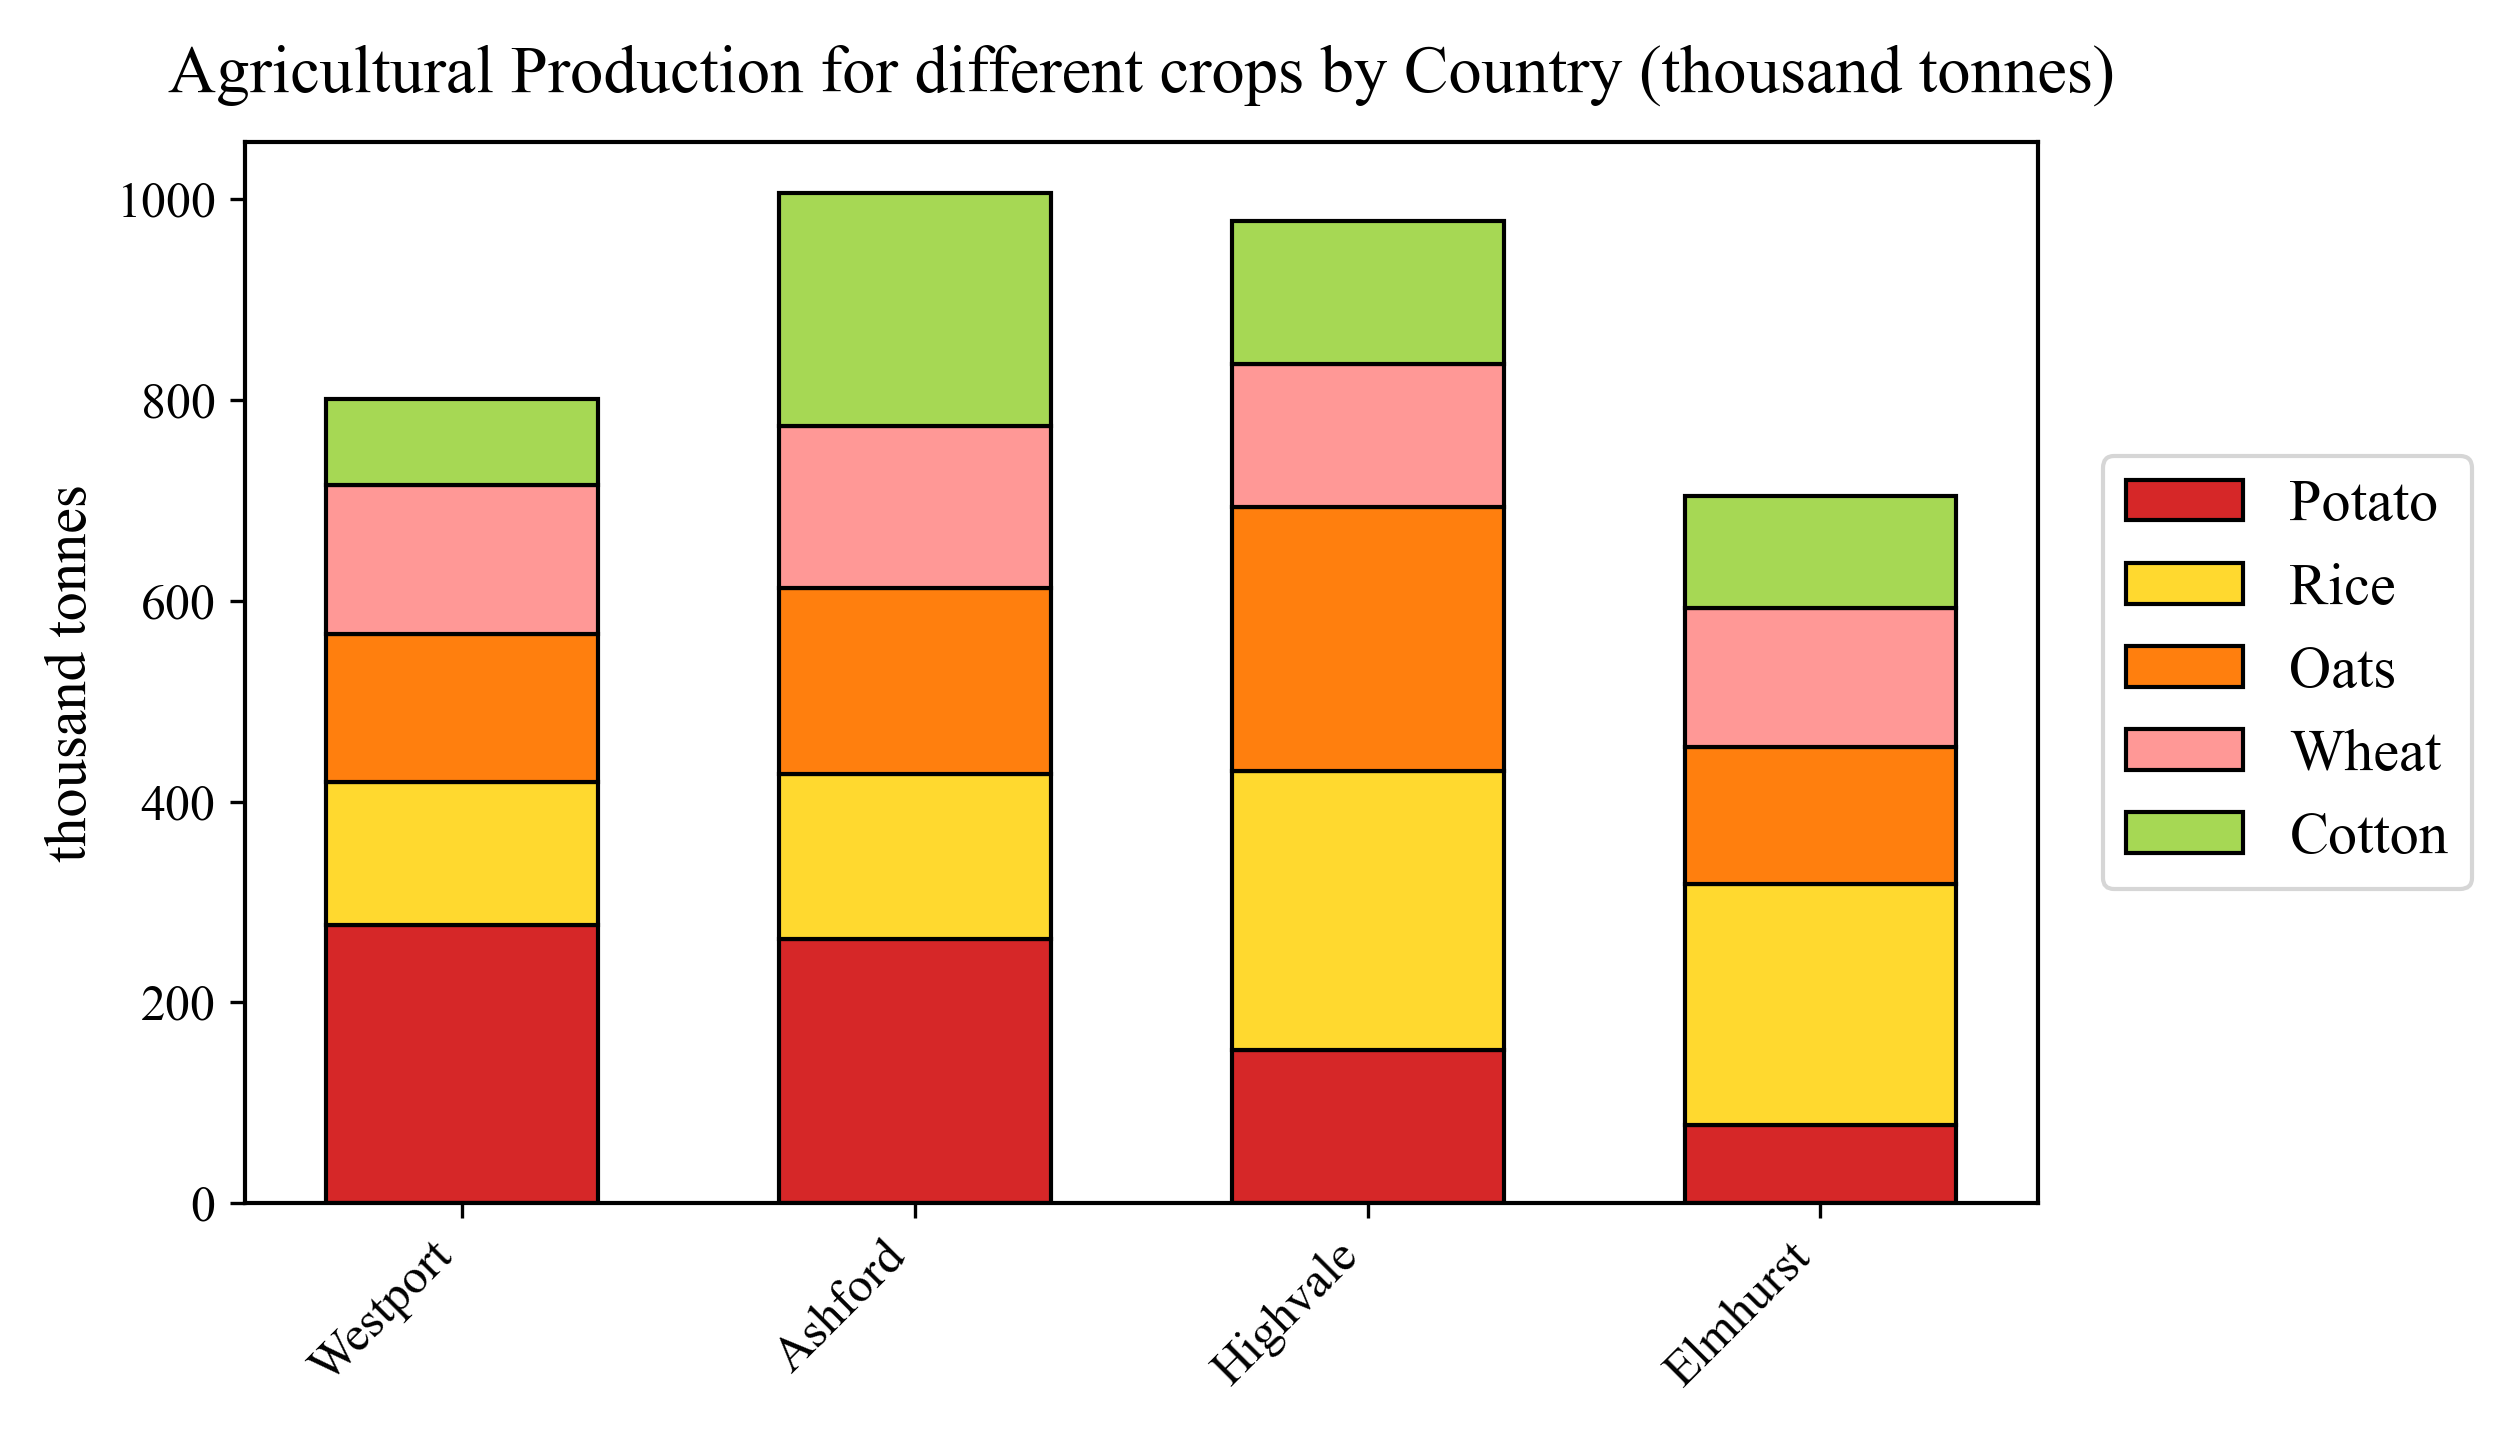 Agricultural Production for different crops by Country (thousand tonnes)
thousand tonnes
1000
800
600
400
200
0
Westport
Ashford
Highvale
Elmhurst
Potato
Rice
Oats
Wheat
Cotton